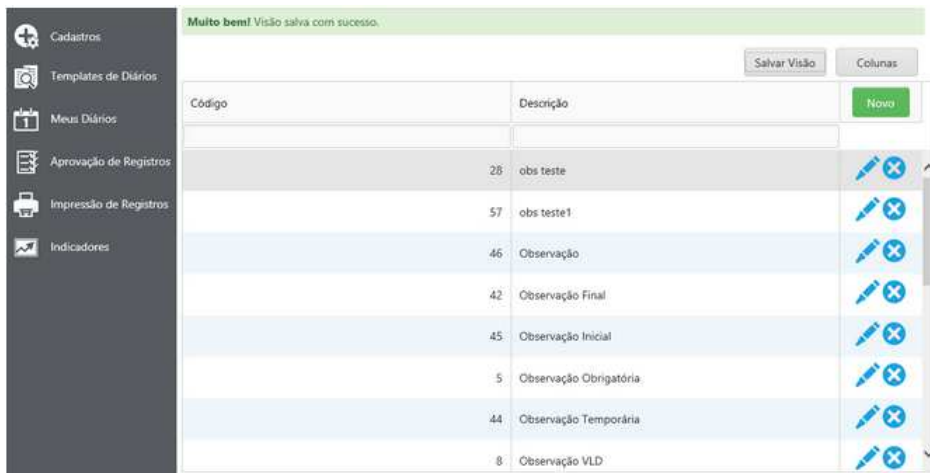 Muito bem! Visão salva com sucesso.
Cadastros
Templates de Diários
Meus Diários
Aprovação de Registros
Impressão de Registros
Indicadores
Salvar Visão Colunas
Código Descrição Novo
28 obs teste
57 obs teste1
46 Observação
42 Observação Final
45 Observação Inicial
5 Observação Obrigatória
44 Observação Temporária
8 Observação VLD